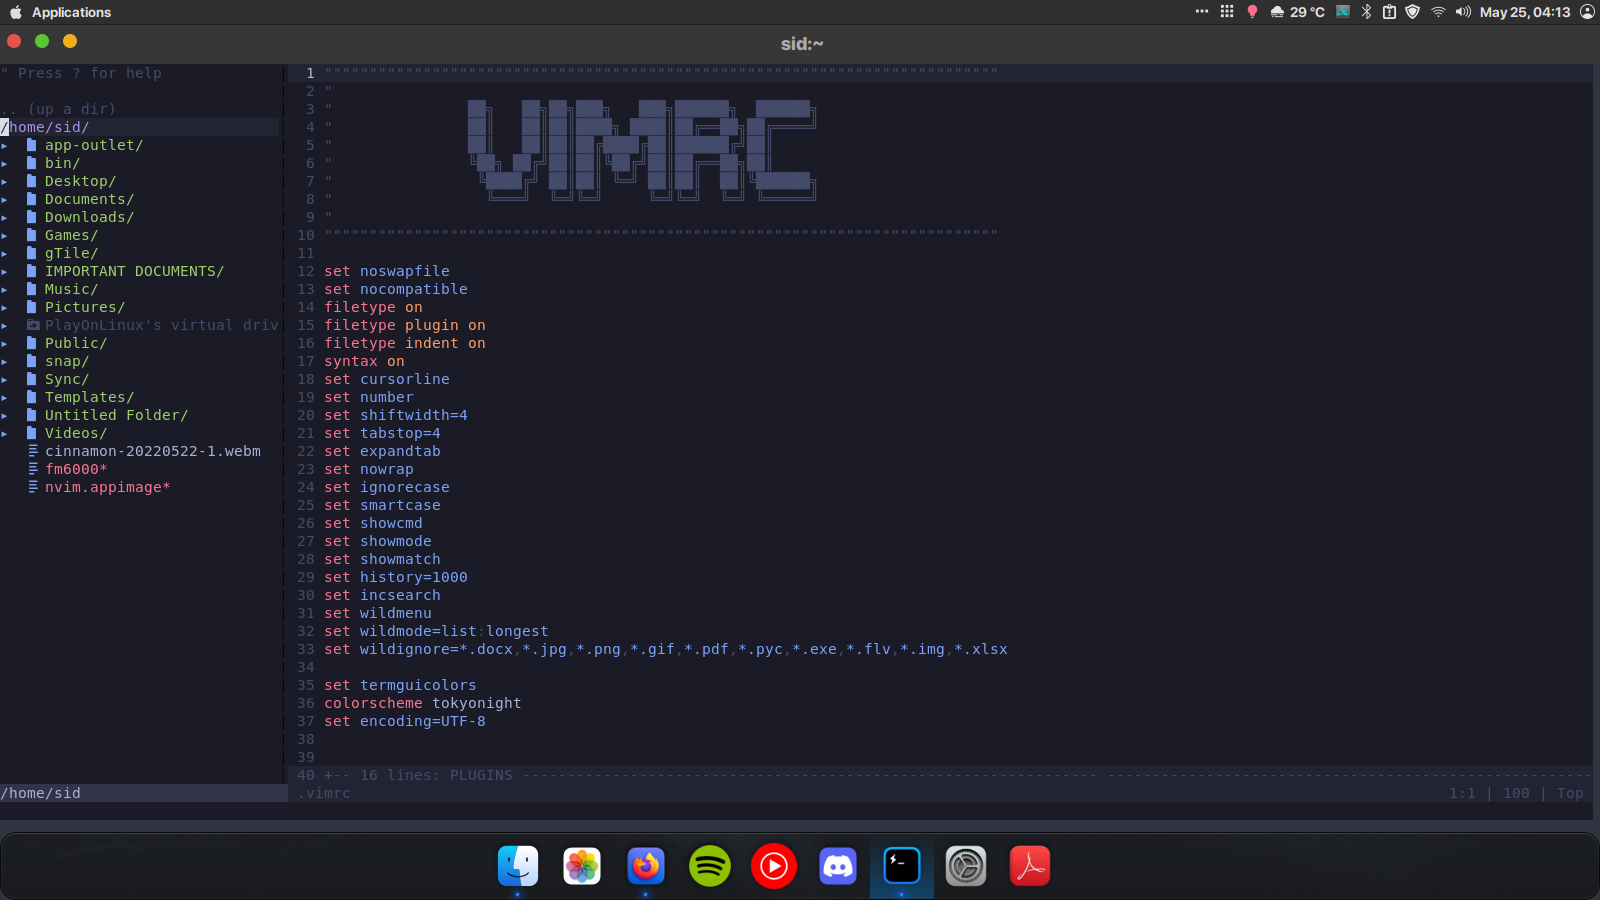 Applications
29 °C
May 25, 04:13
sid:~
" Press ? for help
.. (up a dir)
/home/sid/
▸ app-outlet/
▸ bin/
▸ Desktop/
▸ Documents/
▸ Downloads/
▸ Games/
▸ gTile/
▸ IMPORTANT DOCUMENTS/
▸ Music/
▸ Pictures/
▸ PlayOnLinux's virtual driv
▸ Public/
▸ snap/
▸ Sync/
▸ Templates/
▸ Untitled Folder/
▸ Videos/
cinnamon-20220522-1.webm
fm6000*
nvim.appimage*
/home/sid
1 """""""""""""""""""""""""""""""""""""""""""""""""""""""""""""""""""""""""""
2 "
3 "
4 "
5 " VIMRC
6 "
7 "
8 "
9 "
10 """""""""""""""""""""""""""""""""""""""""""""""""""""""""""""""""""""""""""
11
12 set noswapfile
13 set nocompatible
14 filetype on
15 filetype plugin on
16 filetype indent on
17 syntax on
18 set cursorline
19 set number
20 set shiftwidth=4
21 set tabstop=4
22 set expandtab
23 set nowrap
24 set ignorecase
25 set smartcase
26 set showcmd
27 set showmode
28 set showmatch
29 set history=1000
30 set incsearch
31 set wildmenu
32 set wildmode=list:longest
33 set wildignore=*.docx,*.jpg,*.png,*.gif,*.pdf,*.pyc,*.exe,*.flv,*.img,*.xlsx
34
35 set termguicolors
36 colorscheme tokyonight
37 set encoding=UTF-8
38
39
40 +-- 16 lines: PLUGINS ----------------------------------------------------------------
.vimrc
1:1 | 100 | Top